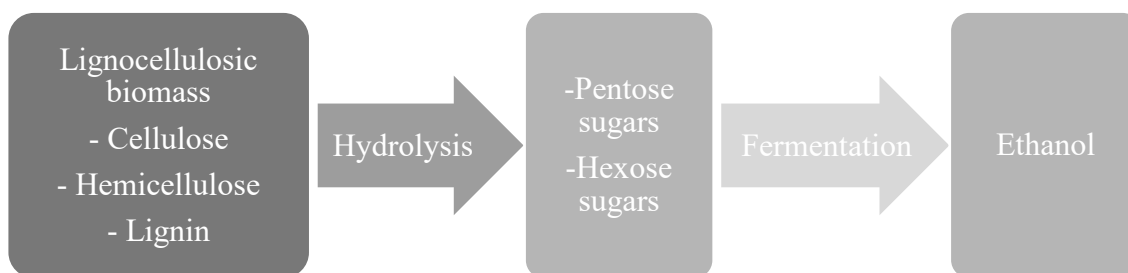 Lignocellulosic
biomass
- Cellulose
- Hemicellulose
- Lignin
Hydrolysis
-Pentose
sugars
-Hexose
sugars
Fermentation
Ethanol